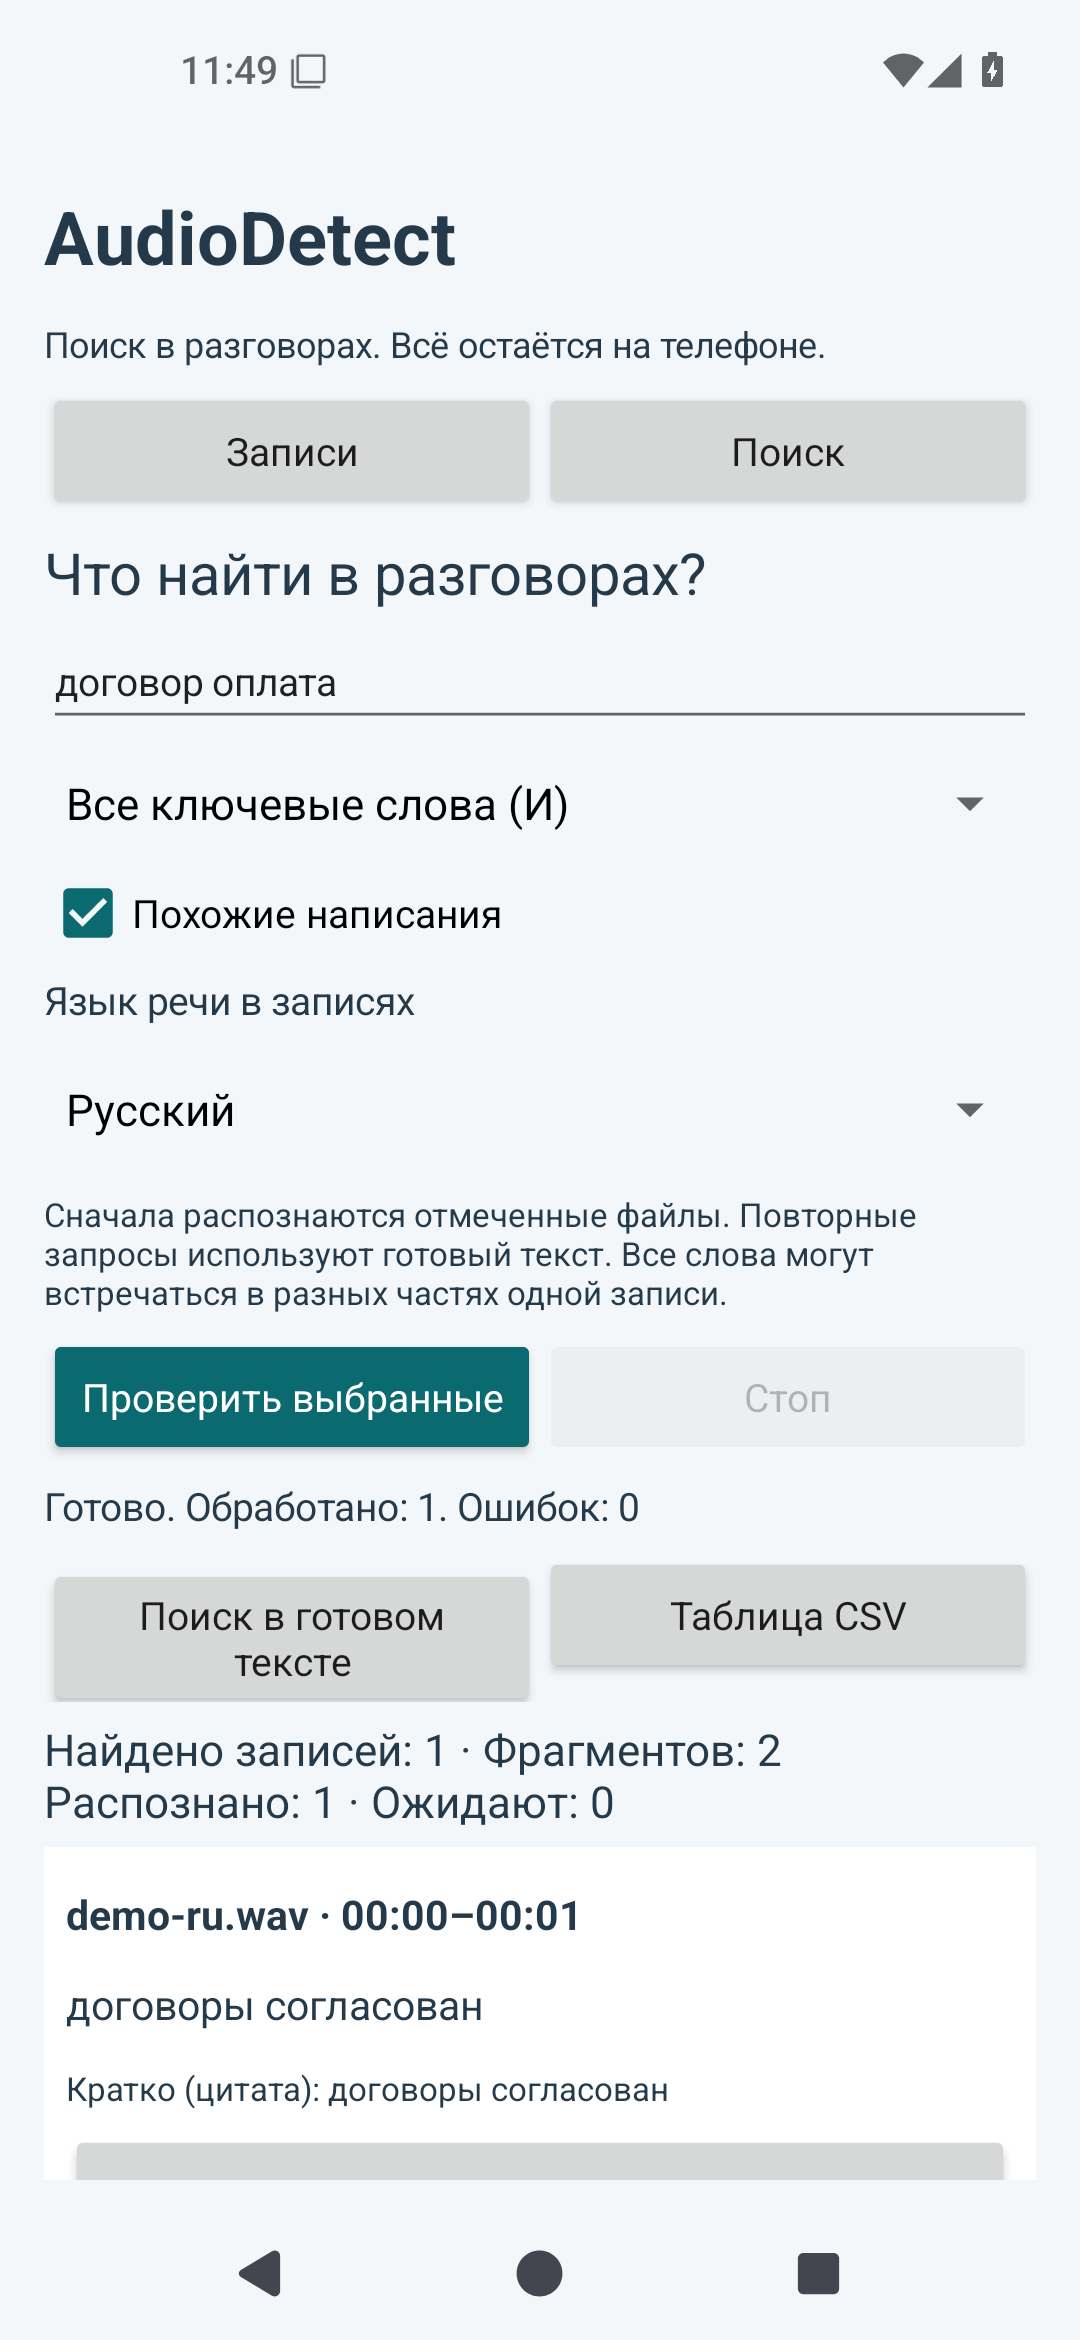 11:49
AudioDetect
Поиск в разговорах. Всё остаётся на телефоне.
Записи
Поиск
Что найти в разговорах?
договор оплата
Все ключевые слова (И)
Похожие написания
Язык речи в записях
Русский
Сначала распознаются отмеченные файлы. Повторные
запросы используют готовый текст. Все слова могут
встречаться в разных частях одной записи.
Проверить выбранные
Стоп
Готово. Обработано: 1. Ошибок: 0
Поиск в готовом
тексте
Таблица CSV
Найдено записей: 1 · Фрагментов: 2
Распознано: 1 · Ожидают: 0
demo-ru.wav · 00:00–00:01
договоры согласован
Кратко (цитата): договоры согласован